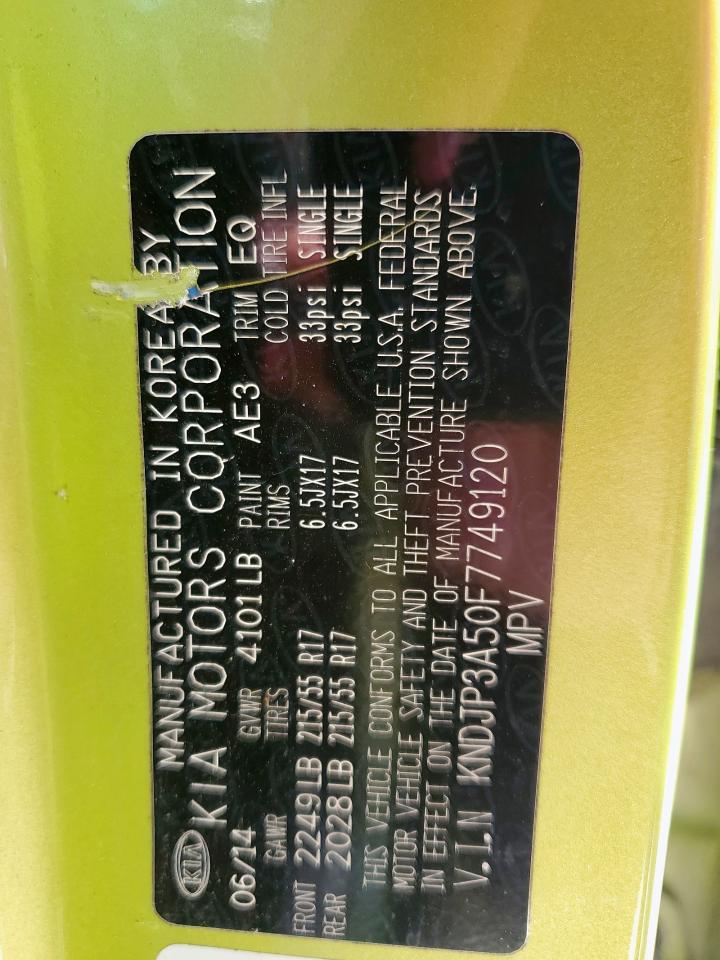 KIA
MANUFACTURED IN KOREA BY
KIA MOTORS CORPORATION
06/14 GVWR 4101LB PAINT AE3 TRIM EQ
GAWR TIRES RIMS COLD TIRE INFL
FRONT 2249LB 215/55 R17 6.5JX17 33psi SINGLE
REAR 2028LB 215/55 R17 6.5JX17 33psi SINGLE
THIS VEHICLE CONFORMS TO ALL APPLICABLE U.S.A. FEDERAL
MOTOR VEHICLE SAFETY AND THEFT PREVENTION STANDARDS
IN EFFECT ON THE DATE OF MANUFACTURE SHOWN ABOVE.
V.I.N KNDJP3A50F7749120
MPV